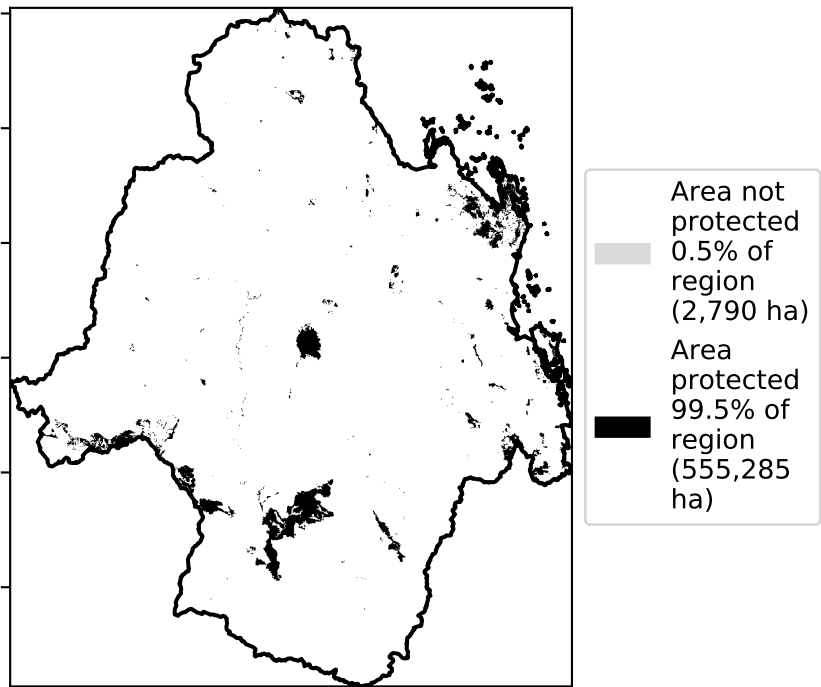 Area not
protected
0.5% of
region
(2,790 ha)
Area
protected
99.5% of
region
(555,285
ha)